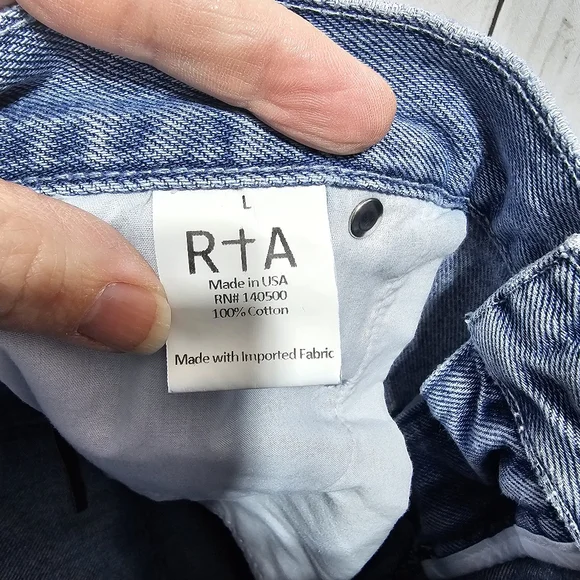 L
R†A
Made in USA
RN# 140500
100% Cotton
Made with Imported Fabric